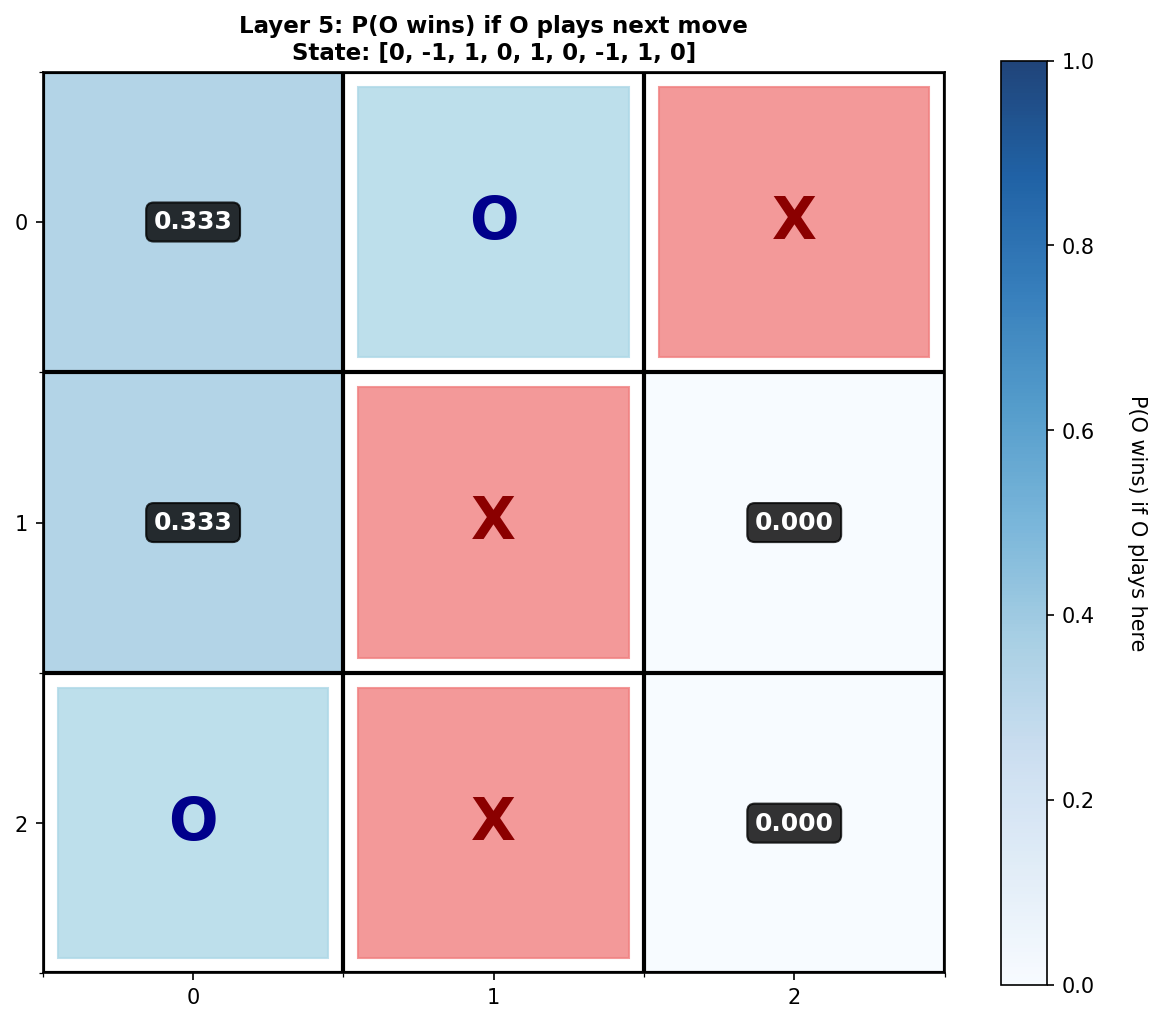 Layer 5: P(O wins) if O plays next move
State: [0, -1, 1, 0, 1, 0, -1, 1, 0]
0
0.333
O
X
1
0.333
X
0.000
2
O
X
0.000
0
1
2
1.0
0.8
0.6
0.4
0.2
0.0
P(O wins) if O plays here